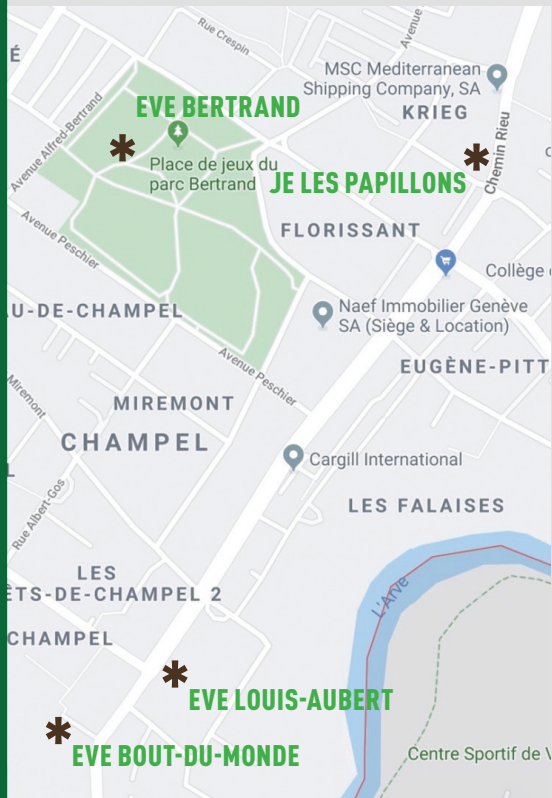 Rue Crespin
Avenue
É
MSC Mediterranean
Shipping Company, SA
KRIEG
EVE BERTRAND
Avenue Alfred-Bertrand
Place de jeux du
parc Bertrand
JE LES PAPILLONS
Chemin Rieu
Avenue Peschier
FLORISSANT
Collège
U-DE-CHAMPEL
Naef Immobilier Genève
SA (Siège & Location)
Avenue Peschier
EUGÈNE-PITT
Miremont
MIREMONT
CHAMPEL
L
Cargill International
Rue Albert-Gos
LES FALAISES
LES
ÊTS-DE-CHAMPEL 2
L'Arve
CHAMPEL
EVE LOUIS-AUBERT
EVE BOUT-DU-MONDE
Centre Sportif de